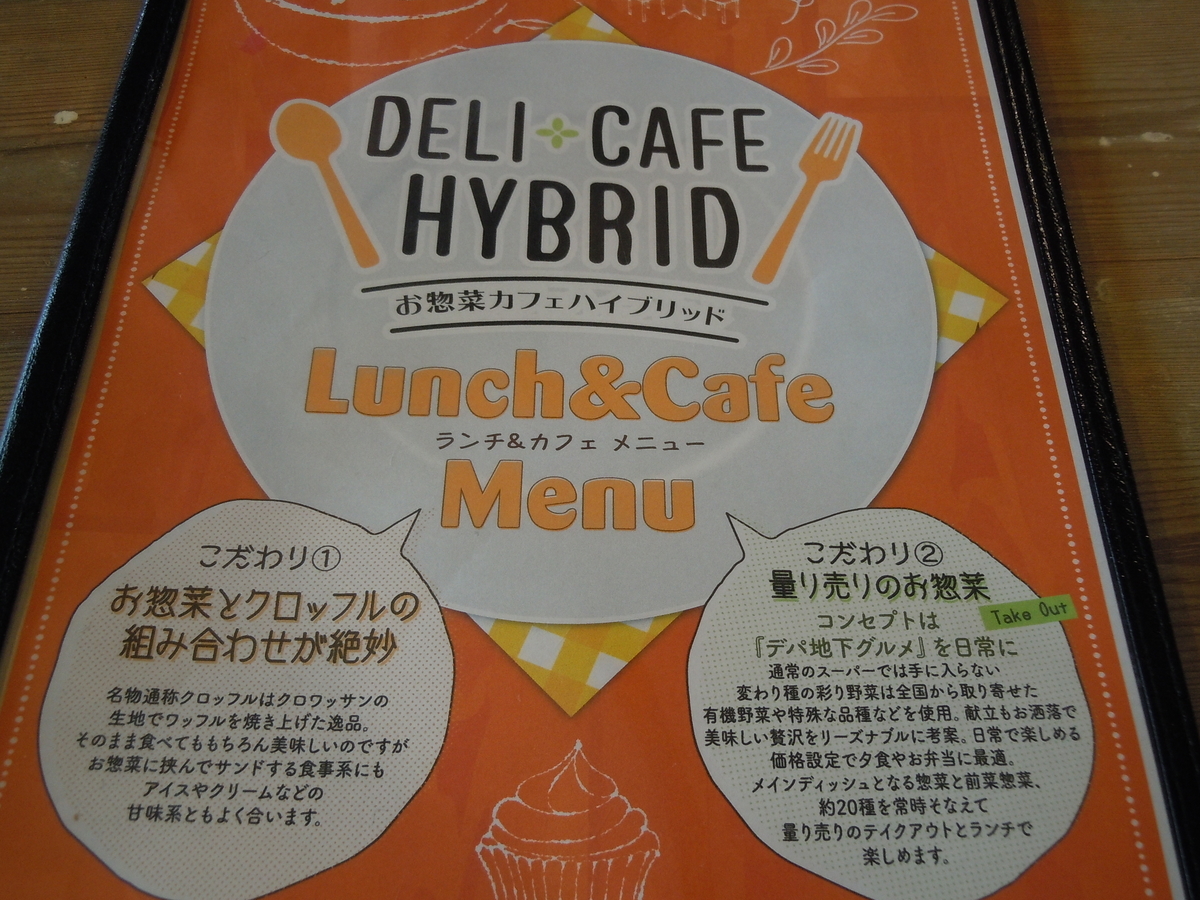 DELI CAFE
HYBRID
お惣菜カフェハイブリッド
Lunch&Cafe
ランチ&カフェ メニュー
Menu
こだわり①
お惣菜とクロッフルの
組み合わせが絶妙
名物通称クロッフルはクロワッサンの
生地でワッフルを焼き上げた逸品。
そのまま食べてももちろん美味しいのですが
お惣菜に挟んでサンドする食事系にも
アイスやクリームなどの
甘味系ともよく合います。
こだわり②
量り売りのお惣菜
Take Out
コンセプトは
『デパ地下グルメ』を日常に
通常のスーパーでは手に入らない
変わり種の彩り野菜は全国から取り寄せた
有機野菜や特殊な品種などを使用。献立もお洒落で
美味しい贅沢をリーズナブルに考案。日常で楽しめる
価格設定で夕食やお弁当に最適。
メインディッシュとなる惣菜と前菜惣菜、
約20種を常時そなえて
量り売りのテイクアウトとランチで
楽しめます。